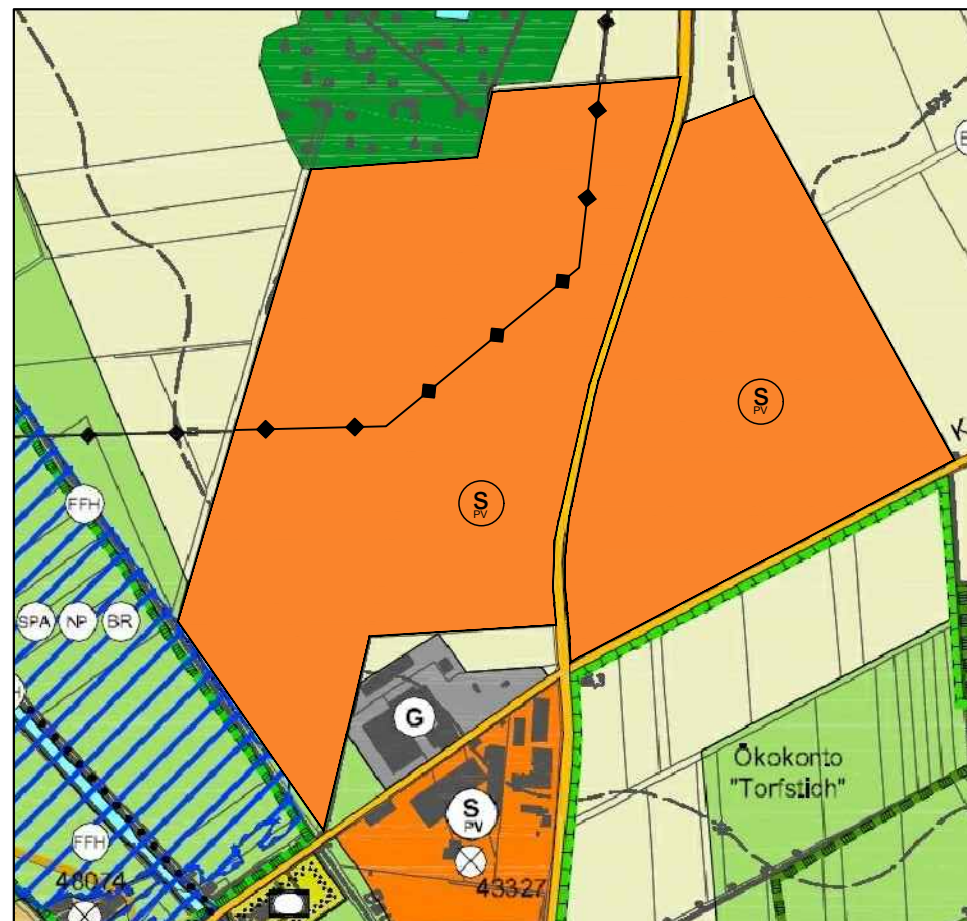 S
PV
S
PV
K
FFH
SPA
NP
BR
G
Ökokonto
"Torfstich"
S
PV
FFH
48074
43327